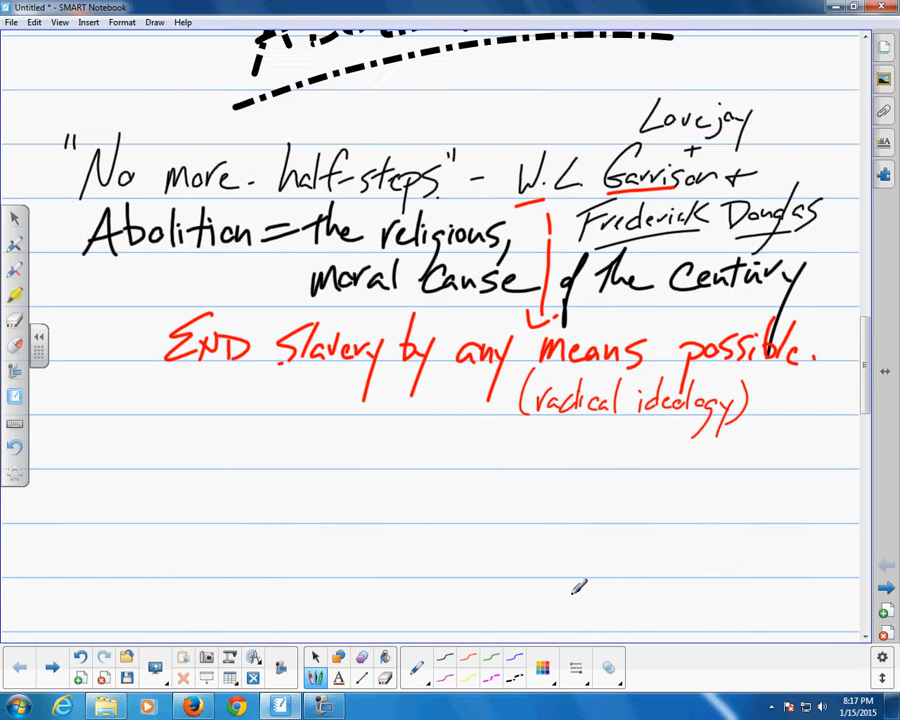 Untitled * - SMART Notebook
File Edit View Insert Format Draw Help
Lovejoy
+
"No more half-steps" - W.L Garrison +
Frederick Douglas
Abolition = the religious,
moral cause of the century
END slavery by any means possible.
(radical ideology)
8:17 PM
1/15/2015